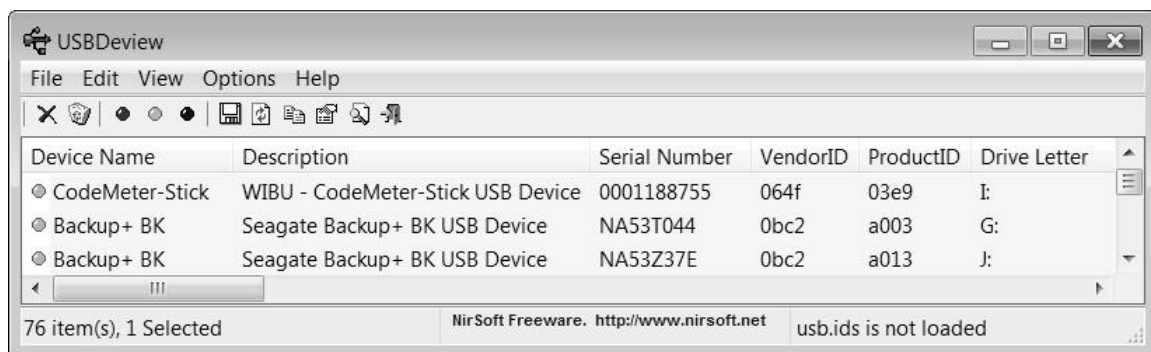 USBDeview
File Edit View Options Help
Device Name Description Serial Number VendorID ProductID Drive Letter
CodeMeter-Stick WIBU - CodeMeter-Stick USB Device 0001188755 064f 03e9 I:
Backup+ BK Seagate Backup+ BK USB Device NA53T044 0bc2 a003 G:
Backup+ BK Seagate Backup+ BK USB Device NA53Z37E 0bc2 a013 J:
76 item(s), 1 Selected NirSoft Freeware. http://www.nirsoft.net usb.ids is not loaded